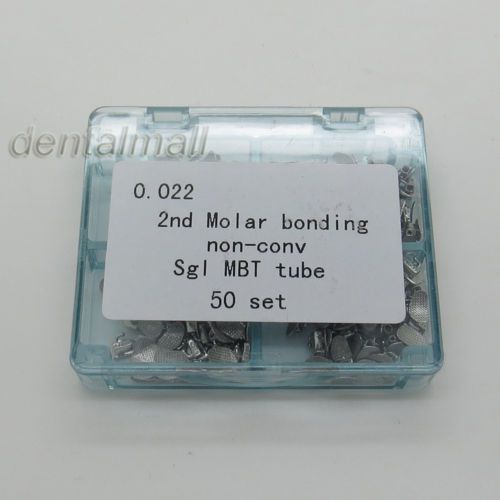 dentalmall
0.022
2nd Molar bonding
non-conv
Sgl MBT tube
50 set